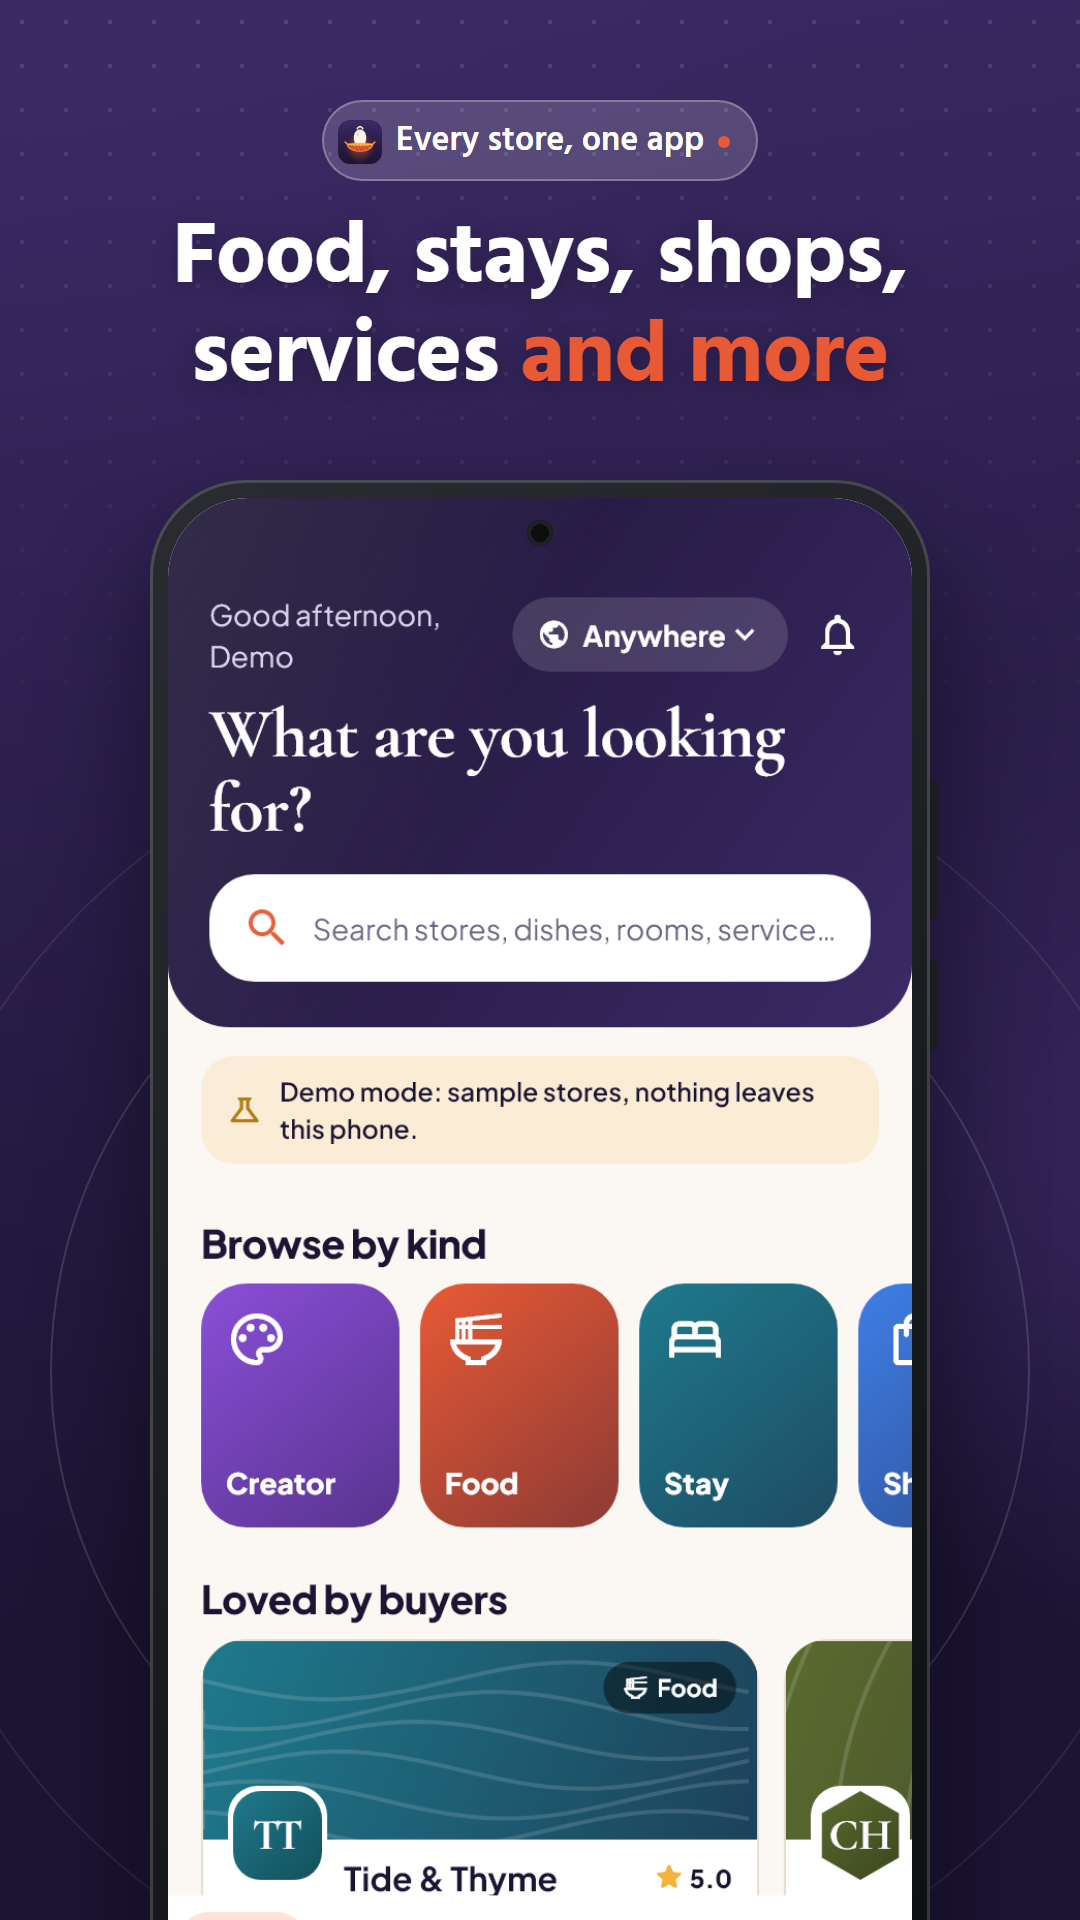 Every store, one app
Food, stays, shops,
services and more
Good afternoon,
Demo
Anywhere
What are you looking
for?
Search stores, dishes, rooms, service...
Demo mode: sample stores, nothing leaves
this phone.
Browse by kind
Creator
Food
Stay
Sh
Loved by buyers
Food
TT
CH
Tide & Thyme
5.0